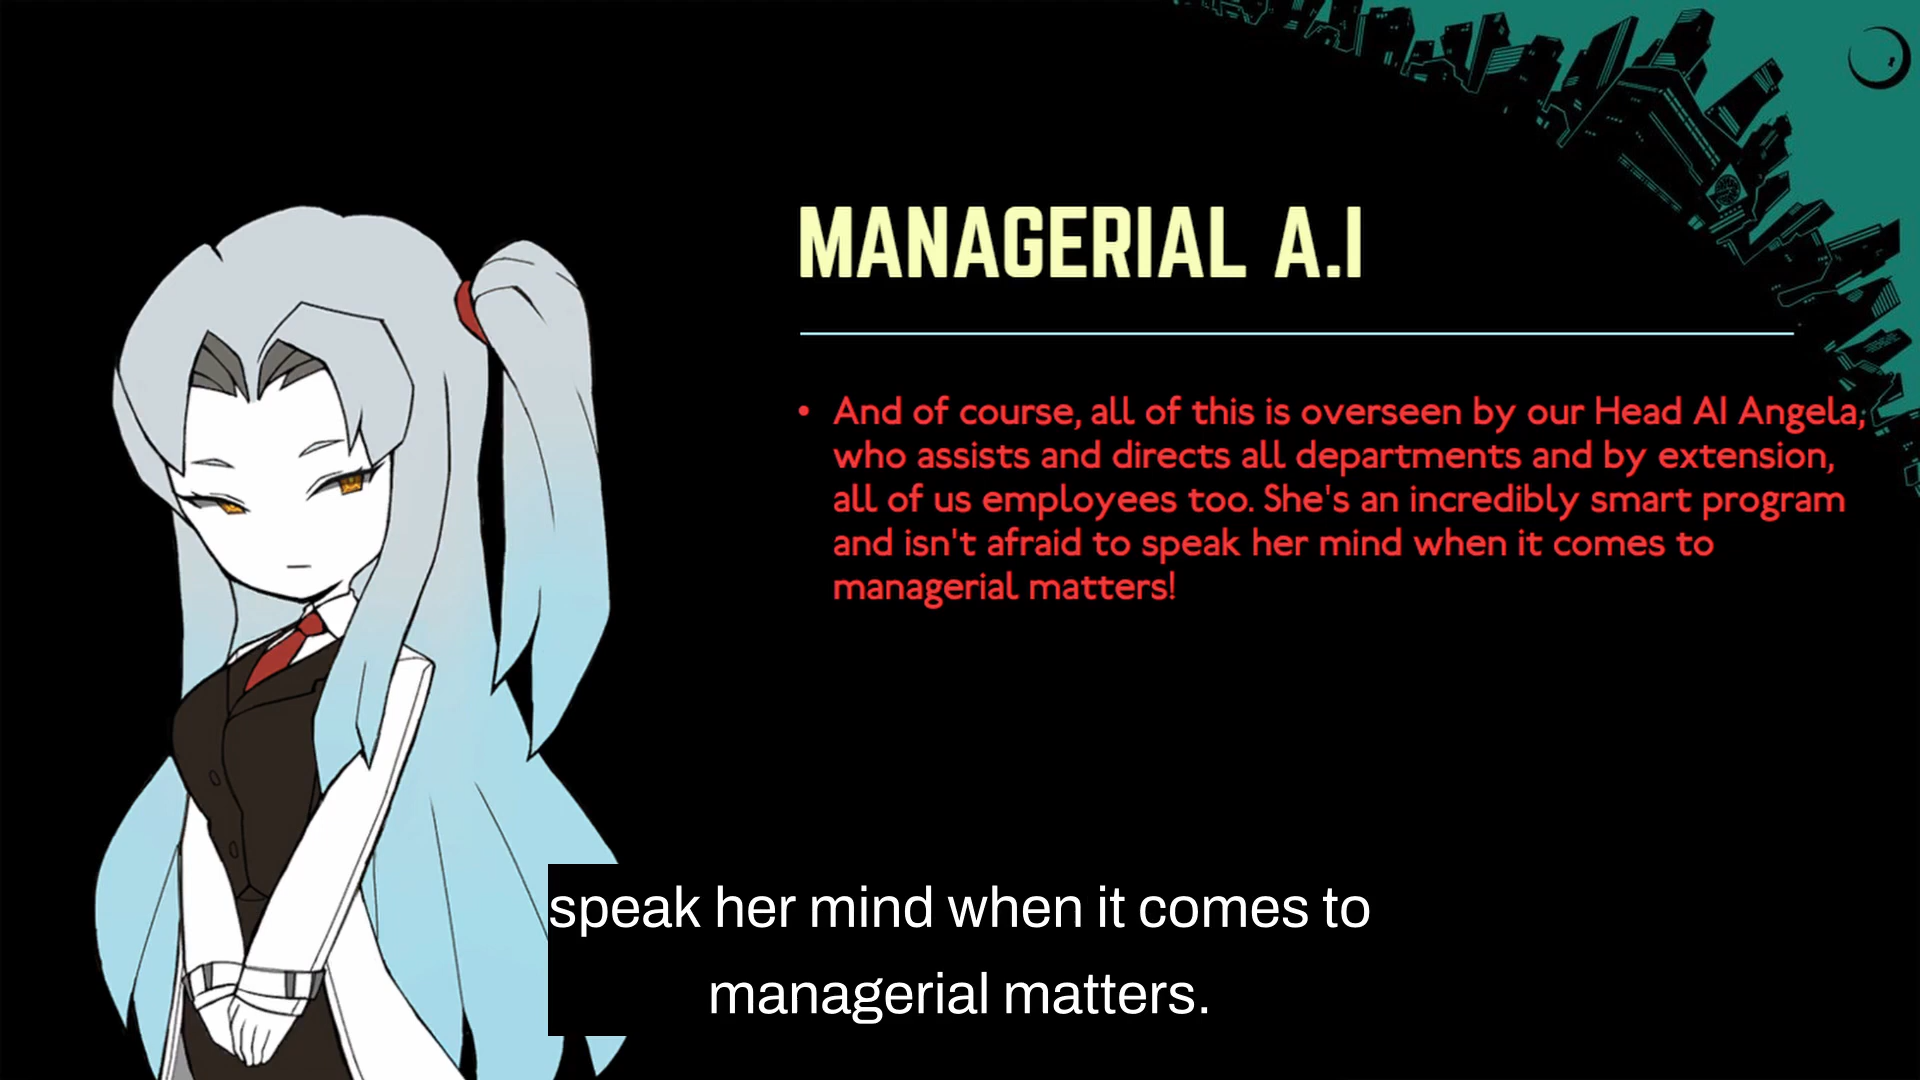 MANAGERIAL A.I
• And of course, all of this is overseen by our Head AI Angela,
who assists and directs all departments and by extension,
all of us employees too. She's an incredibly smart program
and isn't afraid to speak her mind when it comes to
managerial matters!
speak her mind when it comes to
managerial matters.